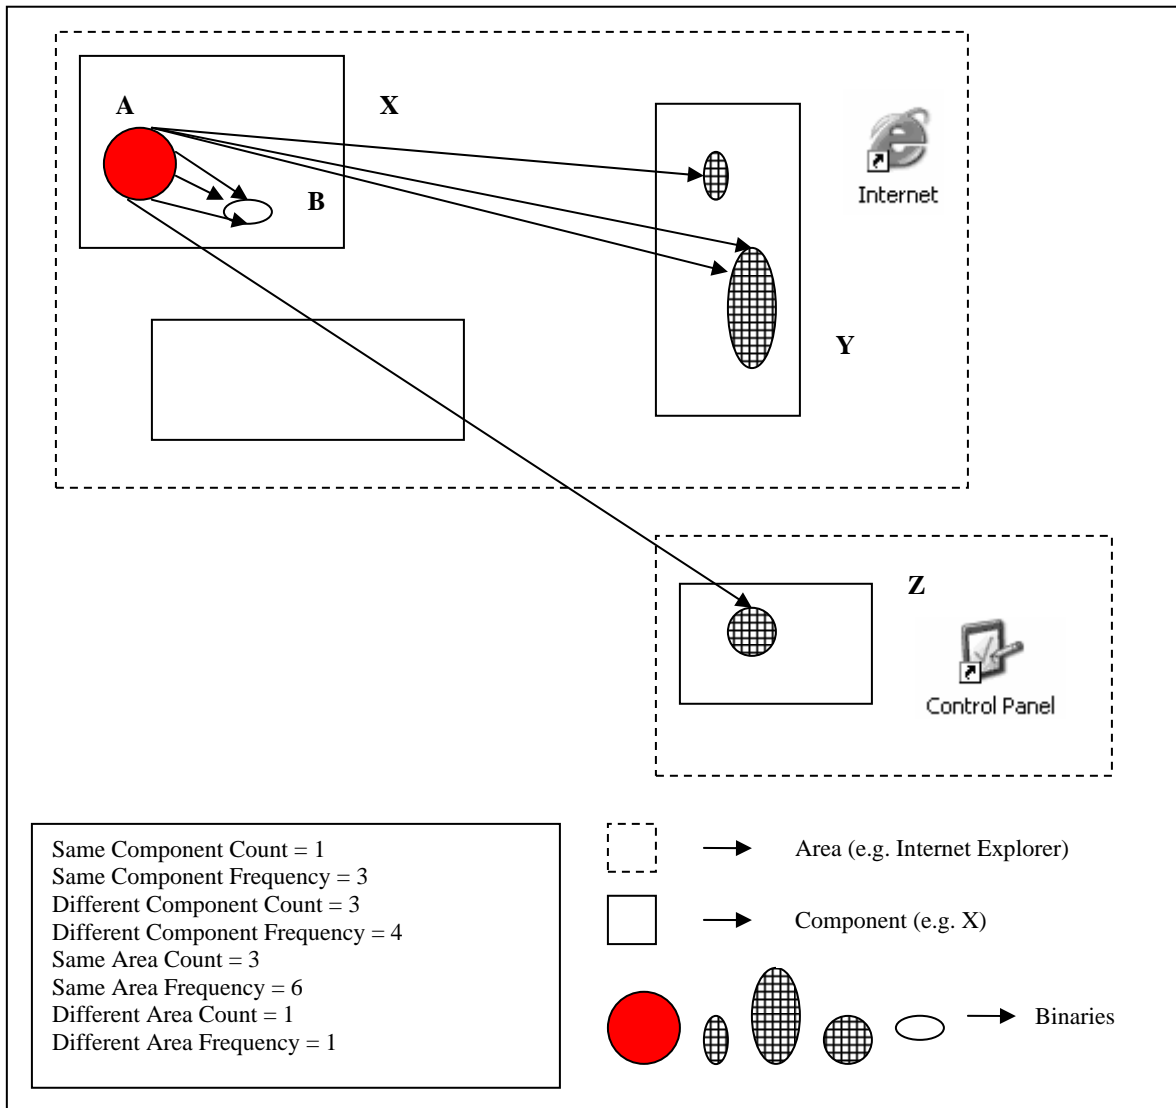 A
X
B
Internet
Y
Z
Control Panel
Same Component Count = 1
Same Component Frequency = 3
Different Component Count = 3
Different Component Frequency = 4
Same Area Count = 3
Same Area Frequency = 6
Different Area Count = 1
Different Area Frequency = 1
Area (e.g. Internet Explorer)
Component (e.g. X)
Binaries